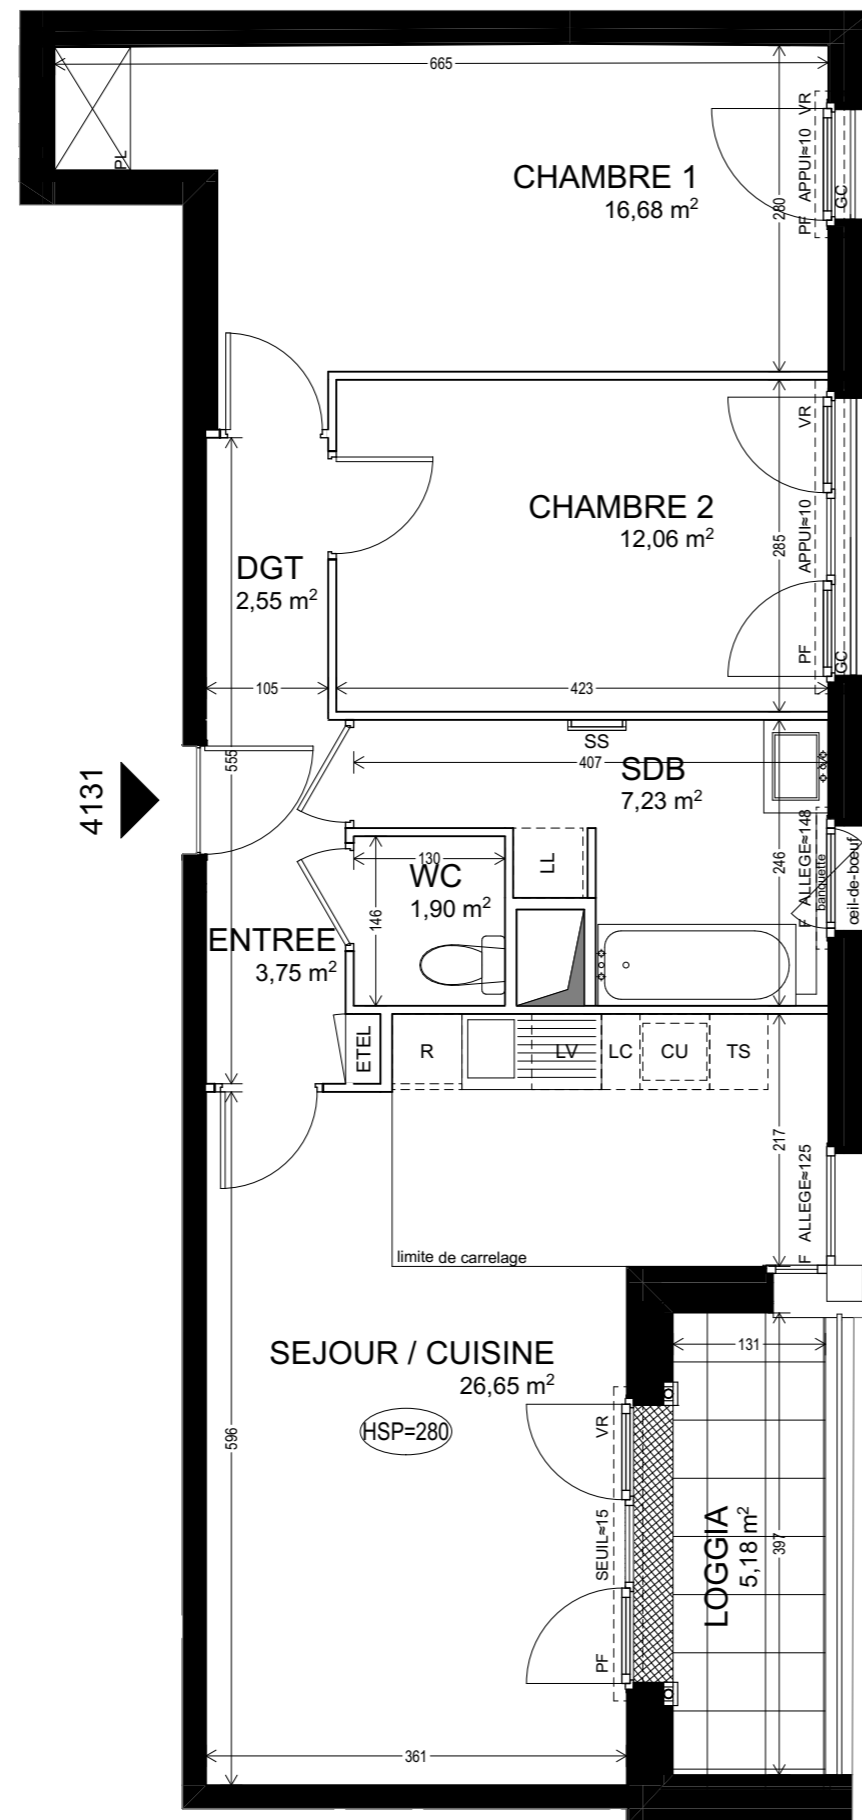 665
PL
CHAMBRE 1
16,68 m²
280
VR
APPUI≈10
PF
GC
CHAMBRE 2
12,06 m²
285
VR
APPUI≈10
PF
GC
DGT
2,55 m²
105
423
555
4131
SS
407
SDB
7,23 m²
246
ALLEGE≈148
F
banquette
œil-de-bœuf
130
WC
1,90 m²
146
LL
ENTREE
3,75 m²
ETEL
R
LV
LC
CU
TS
217
ALLEGE≈125
F
limite de carrelage
SEJOUR / CUISINE
26,65 m²
HSP=280
596
VR
SEUIL≈15
PF
131
LOGGIA
5,18 m²
397
361